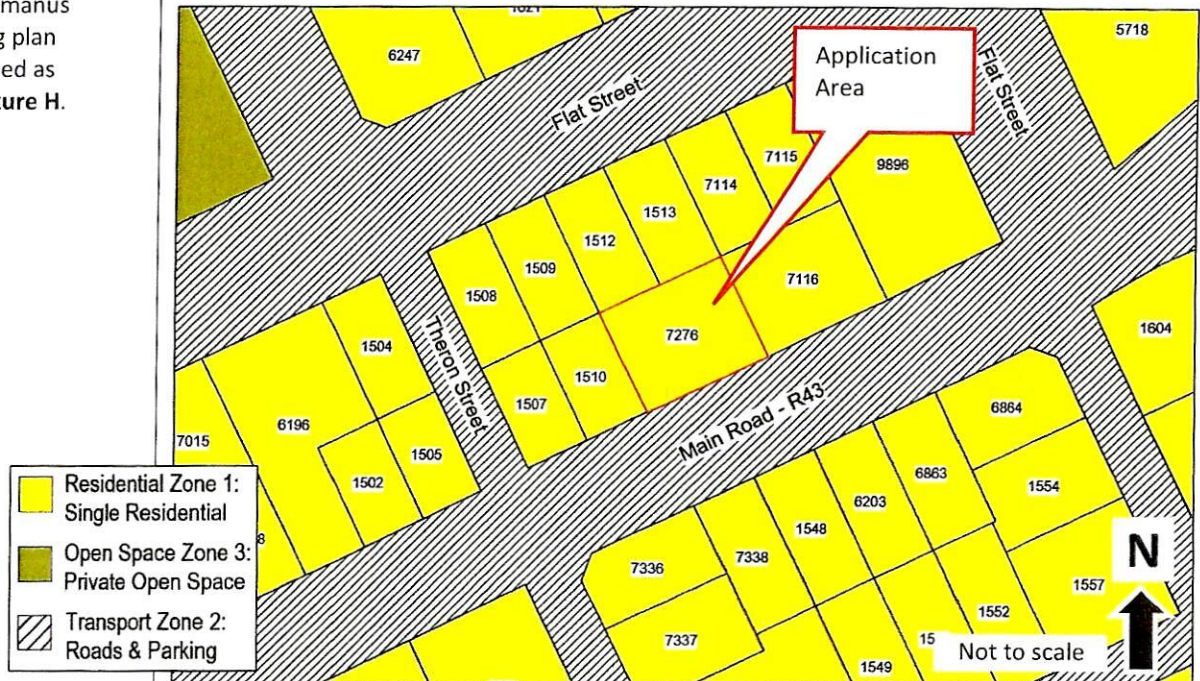 manus
g plan
ed as
ture H.
6247
5718
Application
Area
Flat Street
Flat Street
7115
9896
7114
1513
1512
1509
1508
7116
7276
1604
1504
Theron Street
1510
1507
Main Road - R43
6864
7015
6196
1505
1502
6863
6203
1548
1554
7338
7336
7337
1557
1552
1549
Residential Zone 1:
Single Residential
Open Space Zone 3:
Private Open Space
Transport Zone 2:
Roads & Parking
N
Not to scale